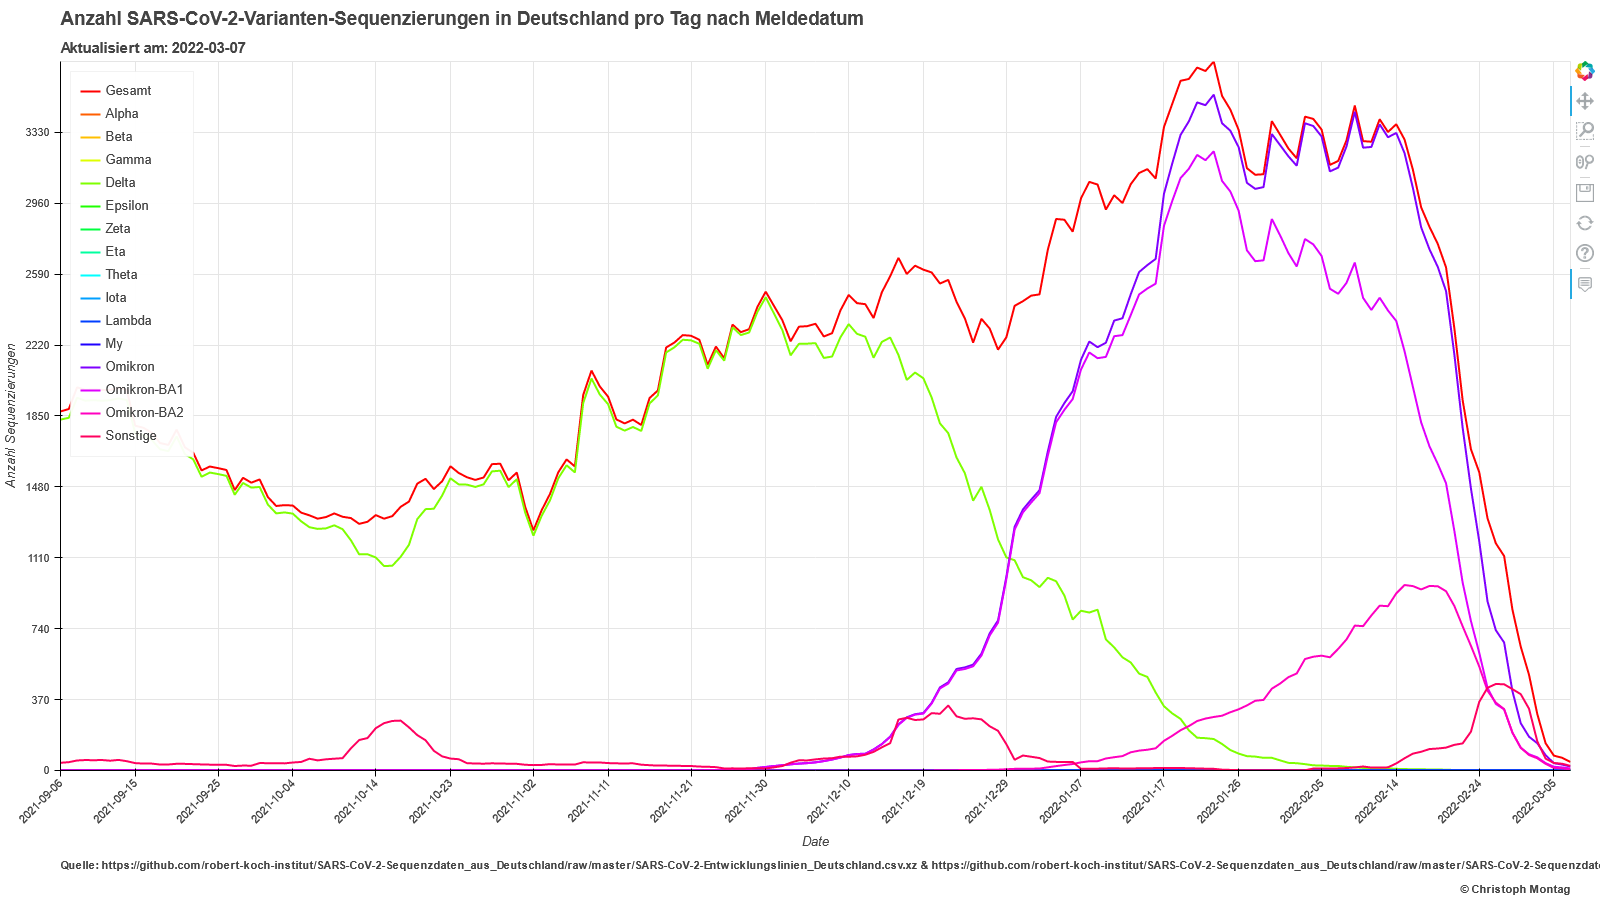 Anzahl SARS-CoV-2-Varianten-Sequenzierungen in Deutschland pro Tag nach Meldedatum
Aktualisiert am: 2022-03-07
Gesamt
Alpha
Beta
Gamma
Delta
Epsilon
Zeta
Eta
Theta
Iota
Lambda
My
Omikron
Omikron-BA1
Omikron-BA2
Sonstige
Anzahl Sequenzierungen
3330
2960
2590
2220
1850
1480
1110
740
370
0
2021-09-06
2021-09-15
2021-09-25
2021-10-04
2021-10-14
2021-10-23
2021-11-02
2021-11-11
2021-11-21
2021-11-30
2021-12-10
2021-12-19
2021-12-29
2022-01-07
2022-01-17
2022-01-26
2022-02-05
2022-02-14
2022-02-24
2022-03-05
Date
Quelle: https://github.com/robert-koch-institut/SARS-CoV-2-Sequenzdaten_aus_Deutschland/raw/master/SARS-CoV-2-Entwicklungslinien_Deutschland.csv.xz & https://github.com/robert-koch-institut/SARS-CoV-2-Sequenzdaten_aus_Deutschland/raw/master/SARS-CoV-2-Sequenzdate
© Christoph Montag